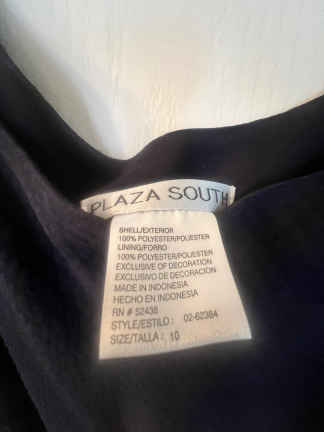 PLAZA SOUTH
SHELL/EXTERIOR
100% POLYESTER/POLIESTER
LINING/FORRO
100% POLYESTER/POLIESTER
EXCLUSIVE OF DECORATION
EXCLUSIVO DE DECORACION
MADE IN INDONESIA
HECHO EN INDONESIA
RN # 52438
STYLE/ESTILO : 02-62384
SIZE/TALLA : 10